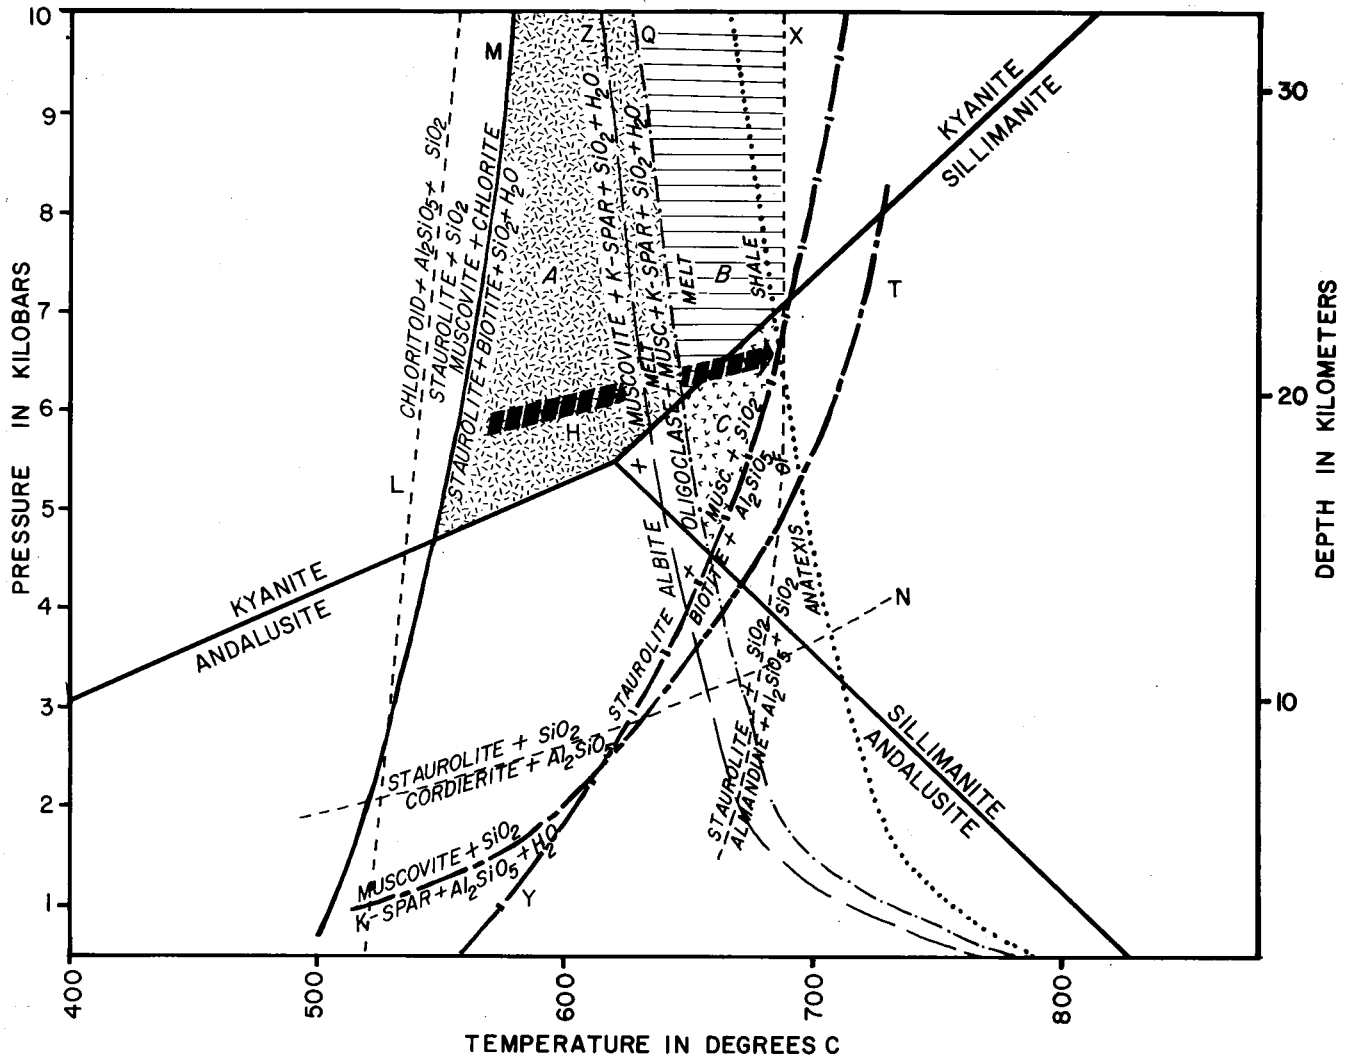 10
9
8
7
6
5
4
3
2
1
PRESSURE IN KILOBARS
30
20
10
DEPTH IN KILOMETERS
400
500
600
700
800
TEMPERATURE IN DEGREES C
M
Z
Q
X
KYANITE
SILLIMANITE
CHLORITOID + Al2SiO5 + SiO2
STAUROLITE + SiO2
MUSCOVITE + CHLORITE
STAUROLITE + BIOTITE + SiO2 + H2O
+ MUSCOVITE + K-SPAR + SiO2 + H2O
MELT
+ MUSC. + K-SPAR + SiO2 + H2O
MELT
A
B
SHALE
T
H
C
L
ALBITE
OLIGOCLASE
STAUROLITE + MUSC. + SiO2
BIOTITE + Al2SiO5
OF
ANATEXIS
N
KYANITE
ANDALUSITE
STAUROLITE + SiO2
CORDIERITE + Al2SiO5
STAUROLITE + SiO2
ALMANDINE + Al2SiO5 + SiO2
SILLIMANITE
ANDALUSITE
MUSCOVITE + SiO2
K-SPAR + Al2SiO5 + H2O
Y